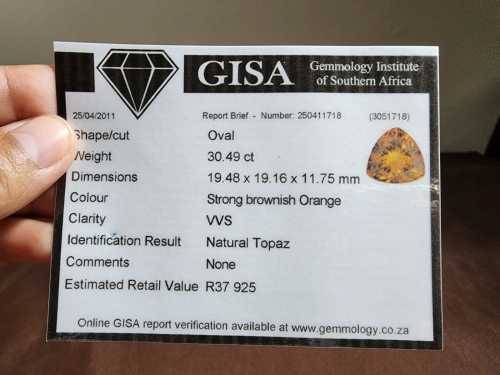 GISA
Gemmology Institute
of Southern Africa
25/04/2011 Report Brief - Number: 250411718 (3051718)
Shape/cut Oval
Weight 30.49 ct
Dimensions 19.48 x 19.16 x 11.75 mm
Colour Strong brownish Orange
Clarity VVS
Identification Result Natural Topaz
Comments None
Estimated Retail Value R37 925
Online GISA report verification available at www.gemmology.co.za